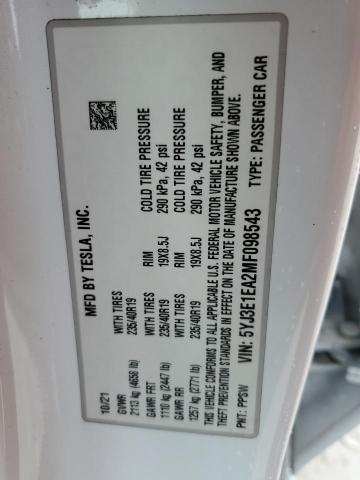 MFD BY TESLA, INC.
10/21
GVWR
2113 kg (4658 lb)
WITH TIRES
235/40R19
GAWR FRT
1110 kg (2447 lb)
WITH TIRES
235/40R19
RIM
19X8.5J
COLD TIRE PRESSURE
290 kPa, 42 psi
GAWR RR
1257 kg (2771 lb)
WITH TIRES
235/40R19
RIM
19X8.5J
COLD TIRE PRESSURE
290 kPa, 42 psi
THIS VEHICLE CONFORMS TO ALL APPLICABLE U.S. FEDERAL MOTOR VEHICLE SAFETY, BUMPER, AND
THEFT PREVENTION STANDARDS IN EFFECT ON THE DATE OF MANUFACTURE SHOWN ABOVE.
VIN: 5YJ3E1EA2MF098543 TYPE: PASSENGER CAR
PNT: PPSW